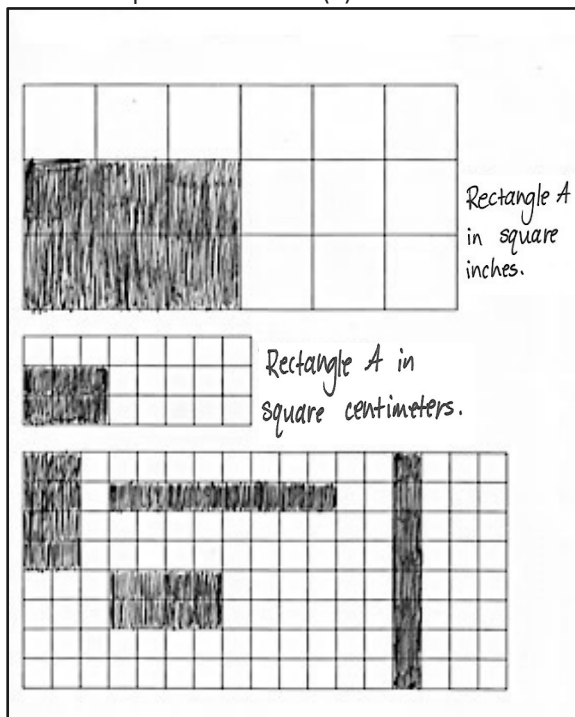 Rectangle A
in square
inches.
Rectangle A in
square centimeters.